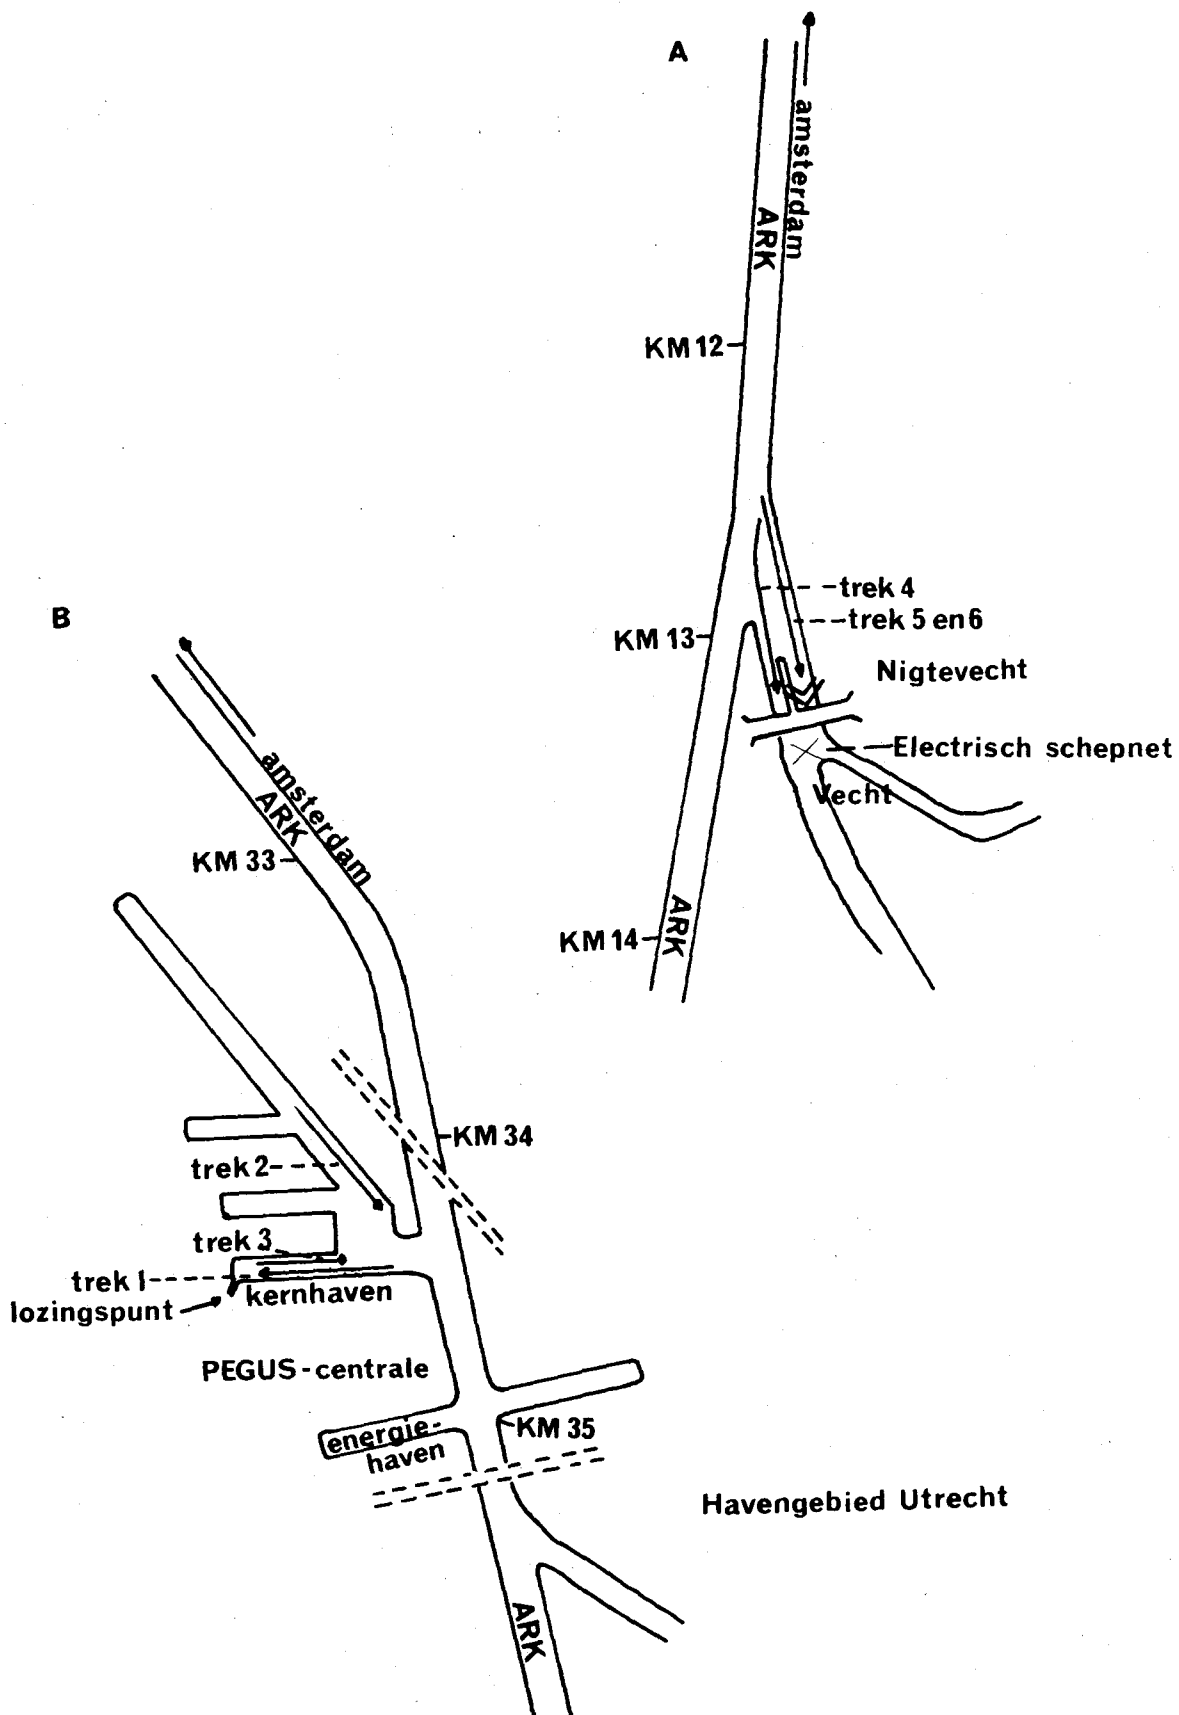 A
amsterdam
ARK
KM 12
trek 4
trek 5 en 6
KM 13
Nigtevecht
Electrisch schepnet
Vecht
ARK
KM 14
B
amsterdam
ARK
KM 33
KM 34
trek 2
trek 3
trek 1
lozingspunt
kernhaven
PEGUS-centrale
energie-
haven
KM 35
Havengebied Utrecht
ARK